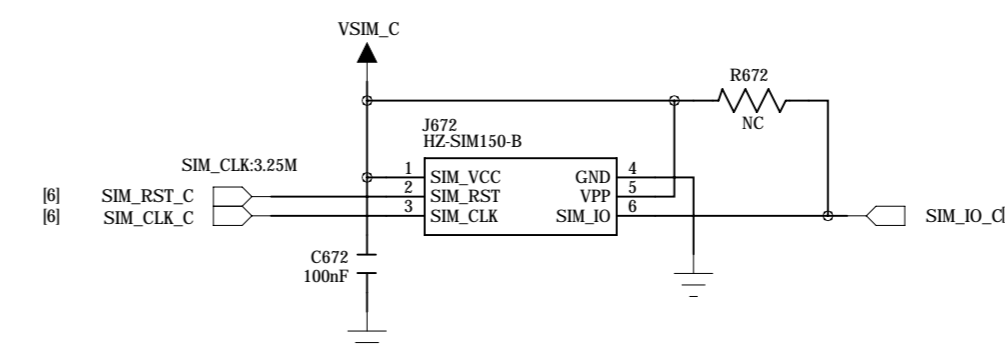 VSIM_C
R672
NC
J672
HZ-SIM150-B
SIM_CLK:3.25M
1 SIM_VCC GND 4
[6] SIM_RST_C 2 SIM_RST VPP 5
[6] SIM_CLK_C 3 SIM_CLK SIM_IO 6 SIM_IO_C[
C672
100nF